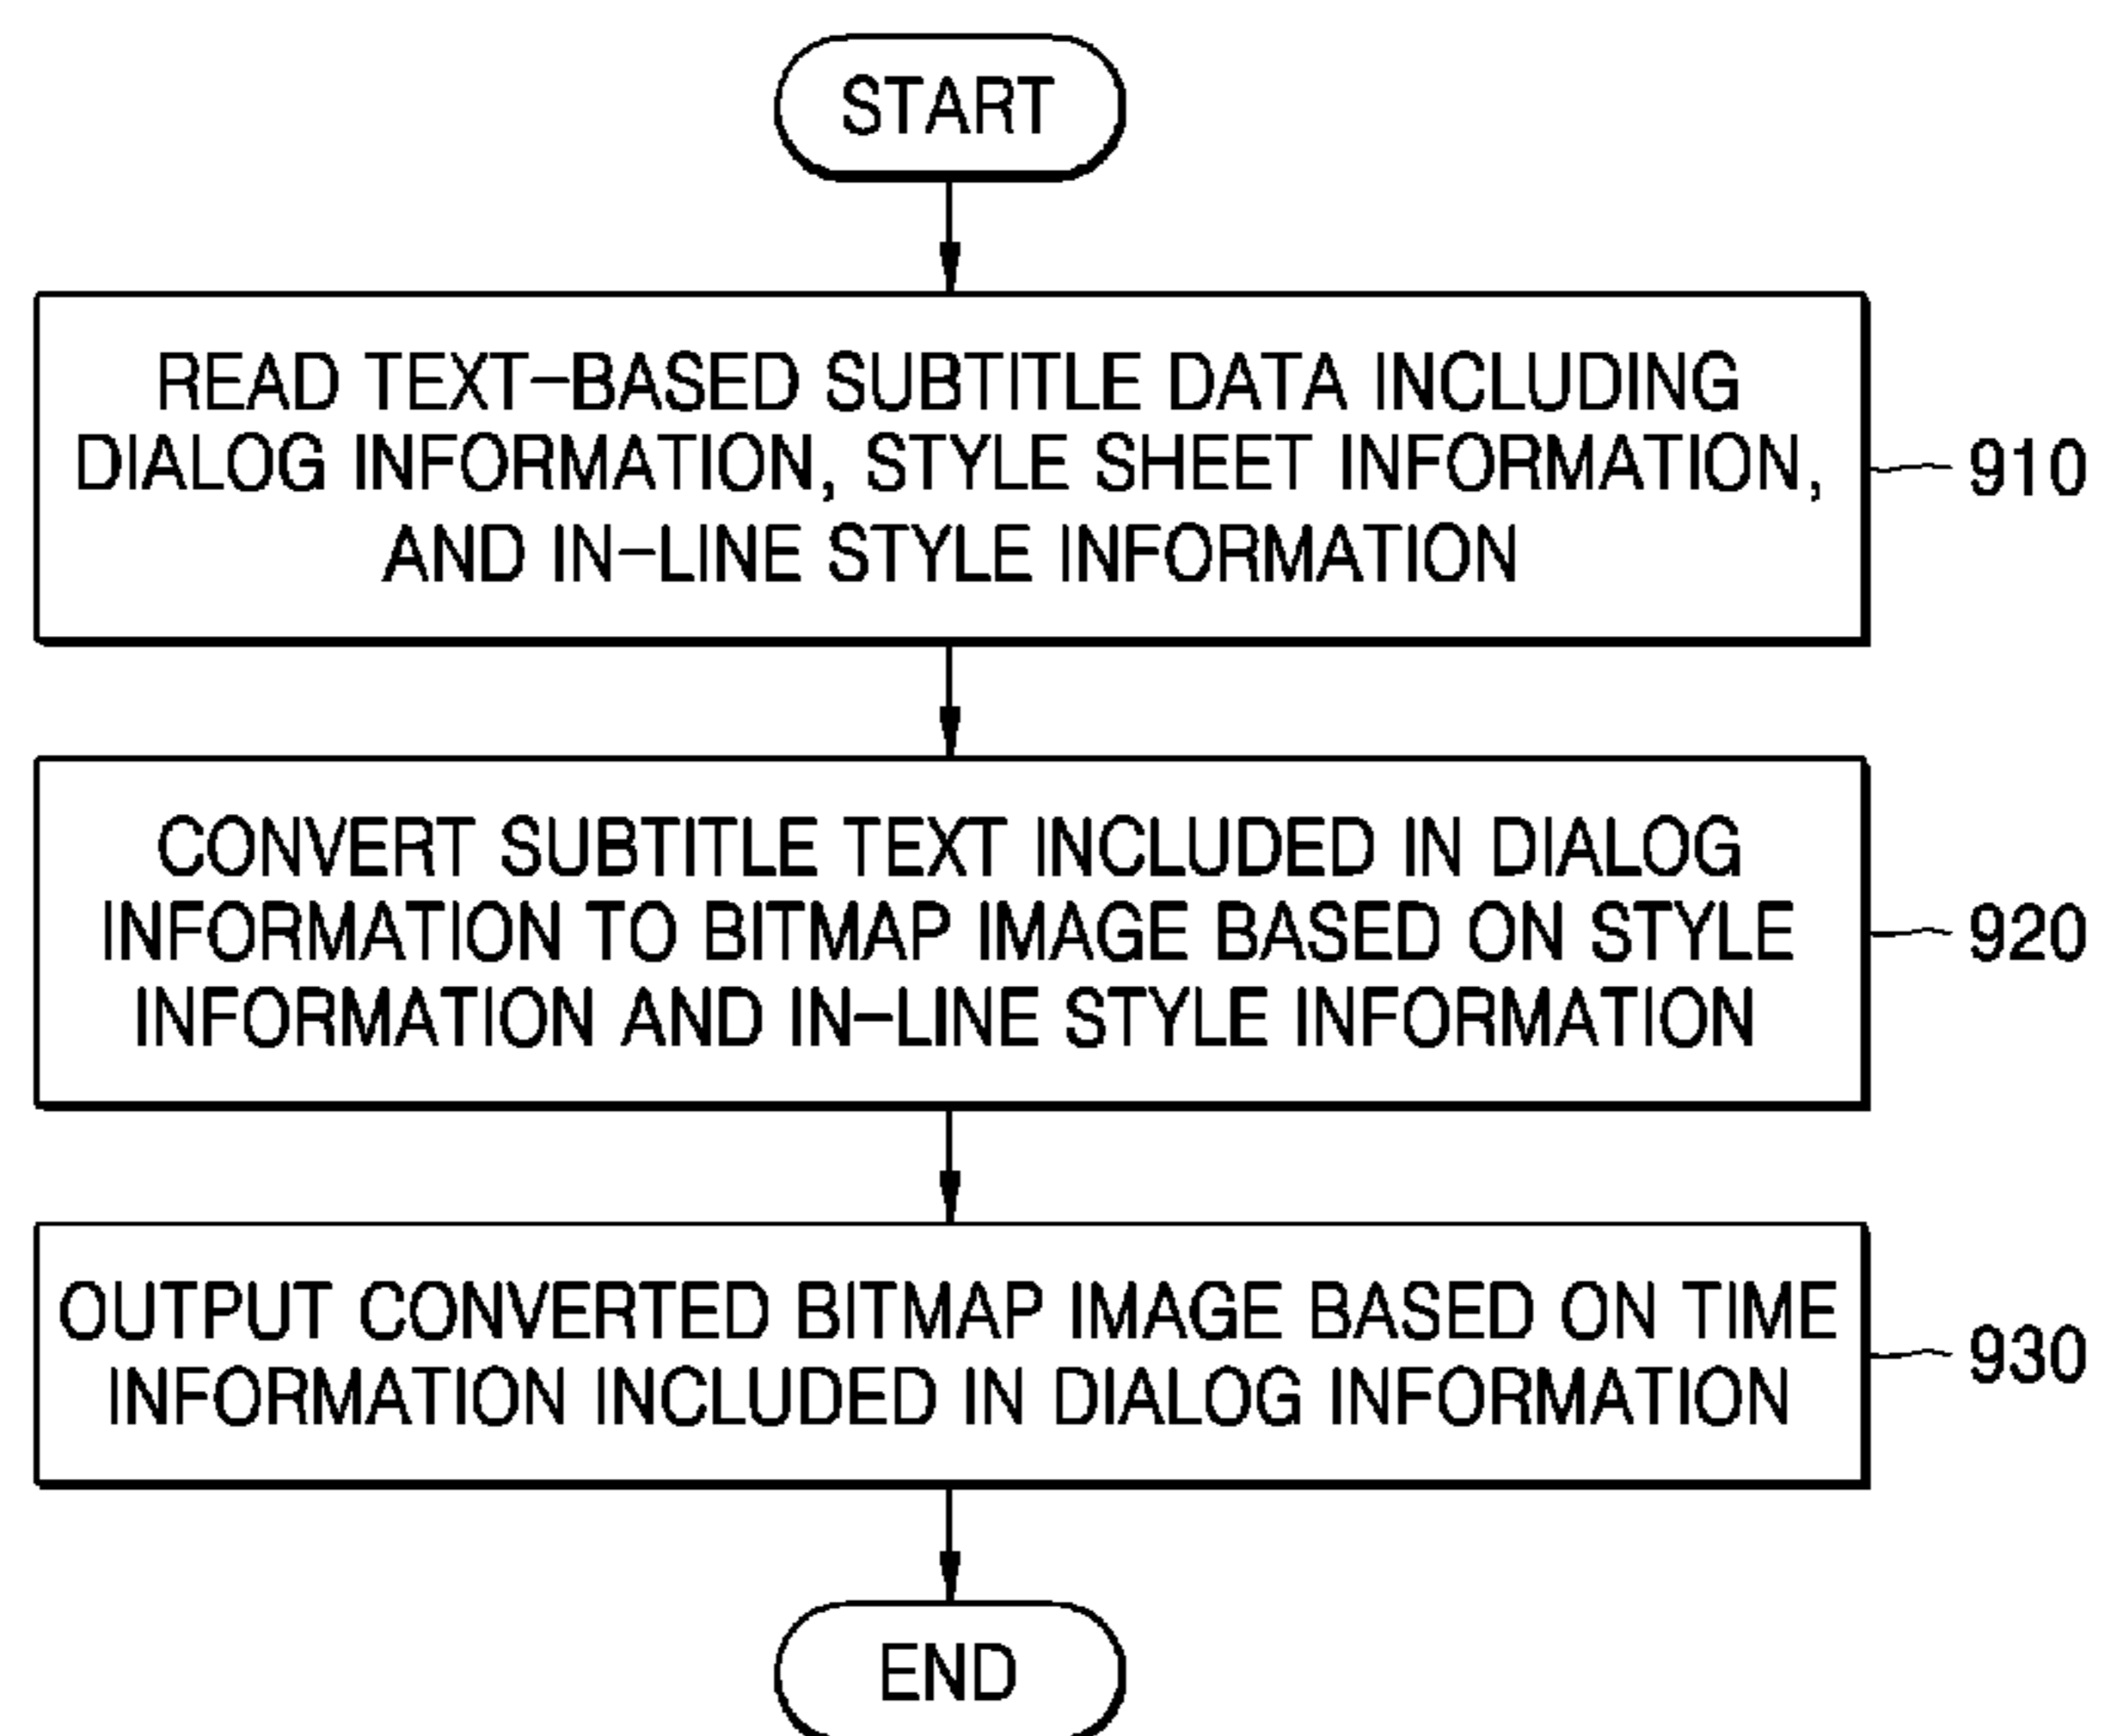 START
READ TEXT-BASED SUBTITLE DATA INCLUDING
DIALOG INFORMATION, STYLE SHEET INFORMATION,
AND IN-LINE STYLE INFORMATION
910
CONVERT SUBTITLE TEXT INCLUDED IN DIALOG
INFORMATION TO BITMAP IMAGE BASED ON STYLE
INFORMATION AND IN-LINE STYLE INFORMATION
920
OUTPUT CONVERTED BITMAP IMAGE BASED ON TIME
INFORMATION INCLUDED IN DIALOG INFORMATION
930
END